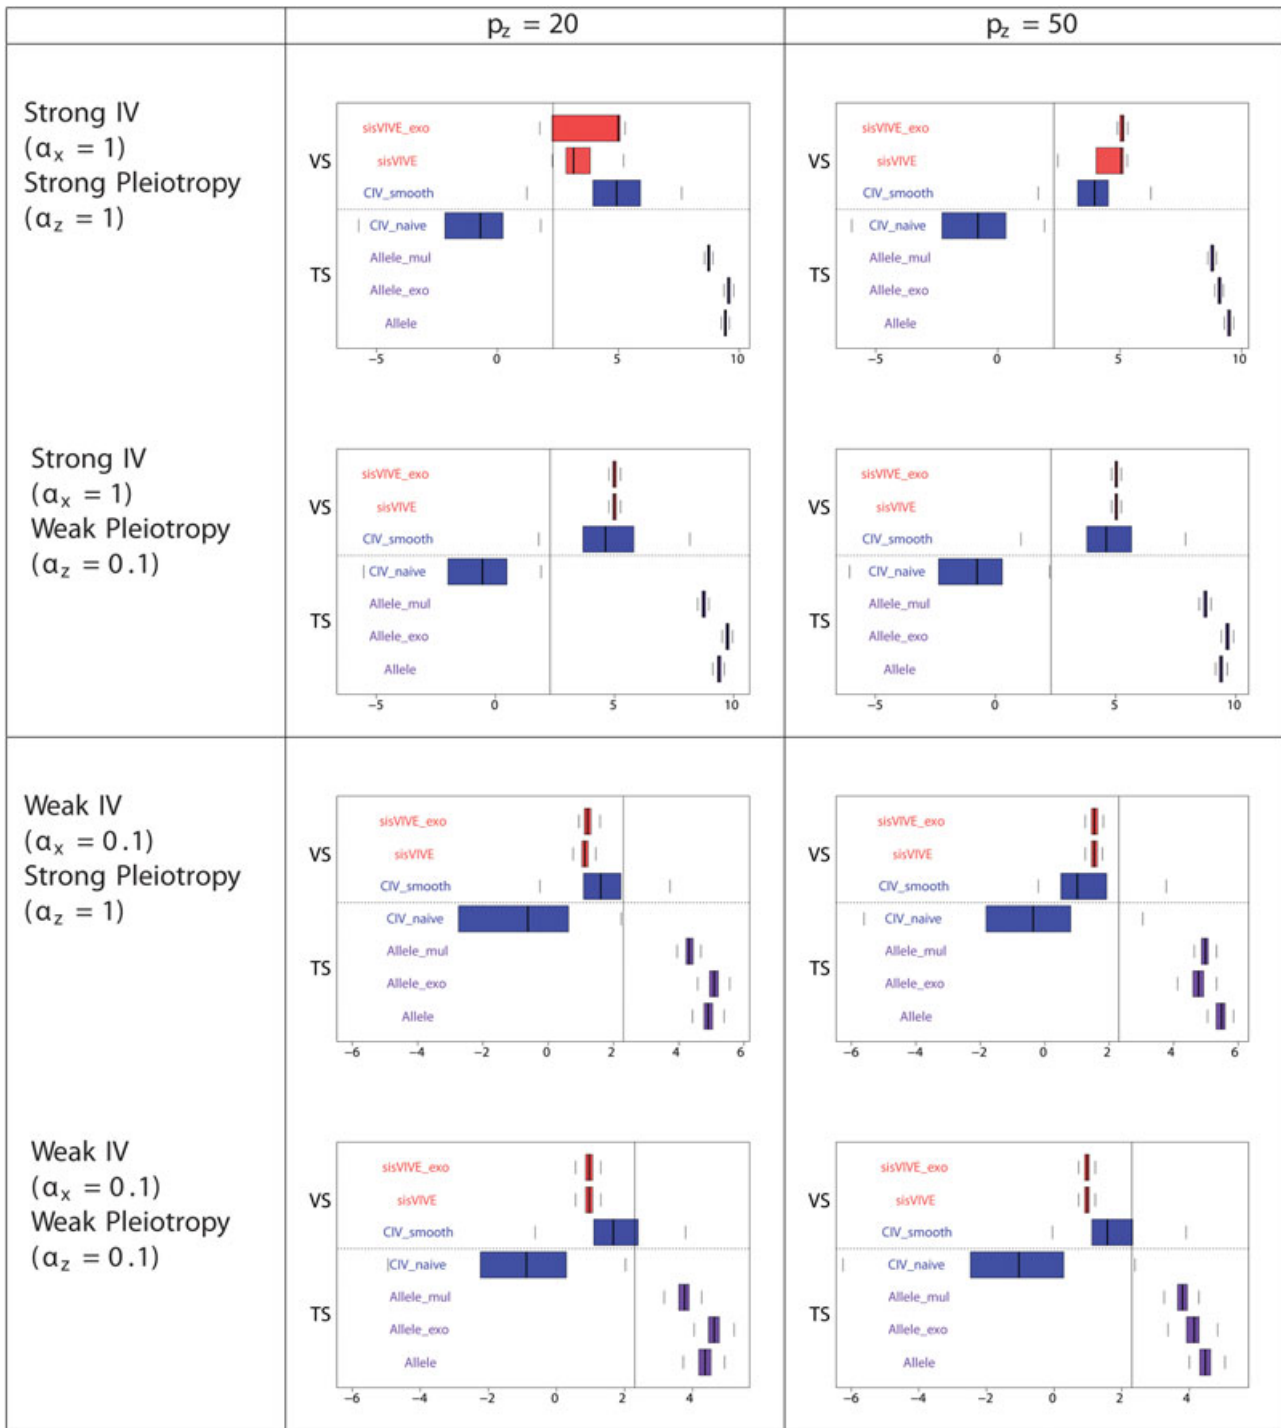 p_z = 20
p_z = 50
Strong IV
(α_x = 1)
Strong Pleiotropy
(α_z = 1)
VS
TS
sisVIVE_exo
sisVIVE
CIV_smooth
CIV_naive
Allele_mul
Allele_exo
Allele
−5 0 5 10
VS
TS
sisVIVE_exo
sisVIVE
CIV_smooth
CIV_naive
Allele_mul
Allele_exo
Allele
−5 0 5 10
Strong IV
(α_x = 1)
Weak Pleiotropy
(α_z = 0.1)
VS
TS
sisVIVE_exo
sisVIVE
CIV_smooth
CIV_naive
Allele_mul
Allele_exo
Allele
−5 0 5 10
VS
TS
sisVIVE_exo
sisVIVE
CIV_smooth
CIV_naive
Allele_mul
Allele_exo
Allele
−5 0 5 10
Weak IV
(α_x = 0.1)
Strong Pleiotropy
(α_z = 1)
VS
TS
sisVIVE_exo
sisVIVE
CIV_smooth
CIV_naive
Allele_mul
Allele_exo
Allele
−6 −4 −2 0 2 4 6
VS
TS
sisVIVE_exo
sisVIVE
CIV_smooth
CIV_naive
Allele_mul
Allele_exo
Allele
−6 −4 −2 0 2 4 6
Weak IV
(α_x = 0.1)
Weak Pleiotropy
(α_z = 0.1)
VS
TS
sisVIVE_exo
sisVIVE
CIV_smooth
CIV_naive
Allele_mul
Allele_exo
Allele
−6 −4 −2 0 2 4
VS
TS
sisVIVE_exo
sisVIVE
CIV_smooth
CIV_naive
Allele_mul
Allele_exo
Allele
−6 −4 −2 0 2 4